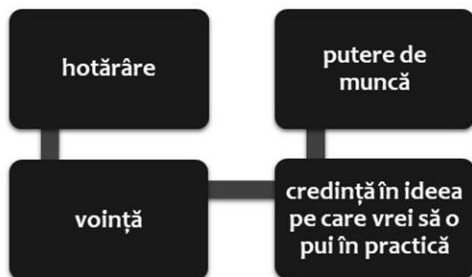 hotărâre
voință
credință în ideea
pe care vrei să o
pui în practică
putere de
muncă